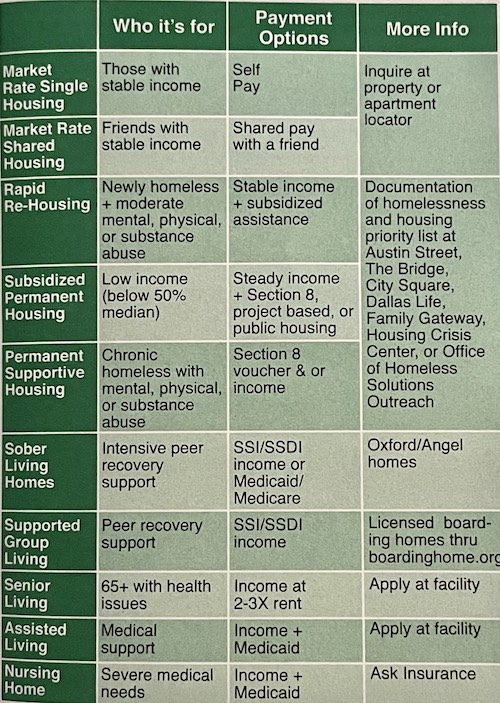 Who it's for
Payment
Options
More Info
Market
Rate Single
Housing
Those with
stable income
Self
Pay
Inquire at
property or
apartment
locator
Market Rate
Shared
Housing
Friends with
stable income
Shared pay
with a friend
Rapid
Re-Housing
Newly homeless
+ moderate
mental, physical,
or substance
abuse
Stable income
+ subsidized
assistance
Documentation
of homelessness
and housing
priority list at
Austin Street,
The Bridge,
City Square,
Dallas Life,
Family Gateway,
Housing Crisis
Center, or Office
of Homeless
Solutions
Outreach
Subsidized
Permanent
Housing
Low income
(below 50%
median)
Steady income
+ Section 8,
project based, or
public housing
Permanent
Supportive
Housing
Chronic
homeless with
mental, physical,
or substance
abuse
Section 8
voucher & or
income
Sober
Living
Homes
Intensive peer
recovery
support
SSI/SSDI
income or
Medicaid/
Medicare
Oxford/Angel
homes
Supported
Group
Living
Peer recovery
support
SSI/SSDI
income
Licensed board-
ing homes thru
boardinghome.org
Senior
Living
65+ with health
issues
Income at
2-3X rent
Apply at facility
Assisted
Living
Medical
support
Income +
Medicaid
Apply at facility
Nursing
Home
Severe medical
needs
Income +
Medicaid
Ask Insurance